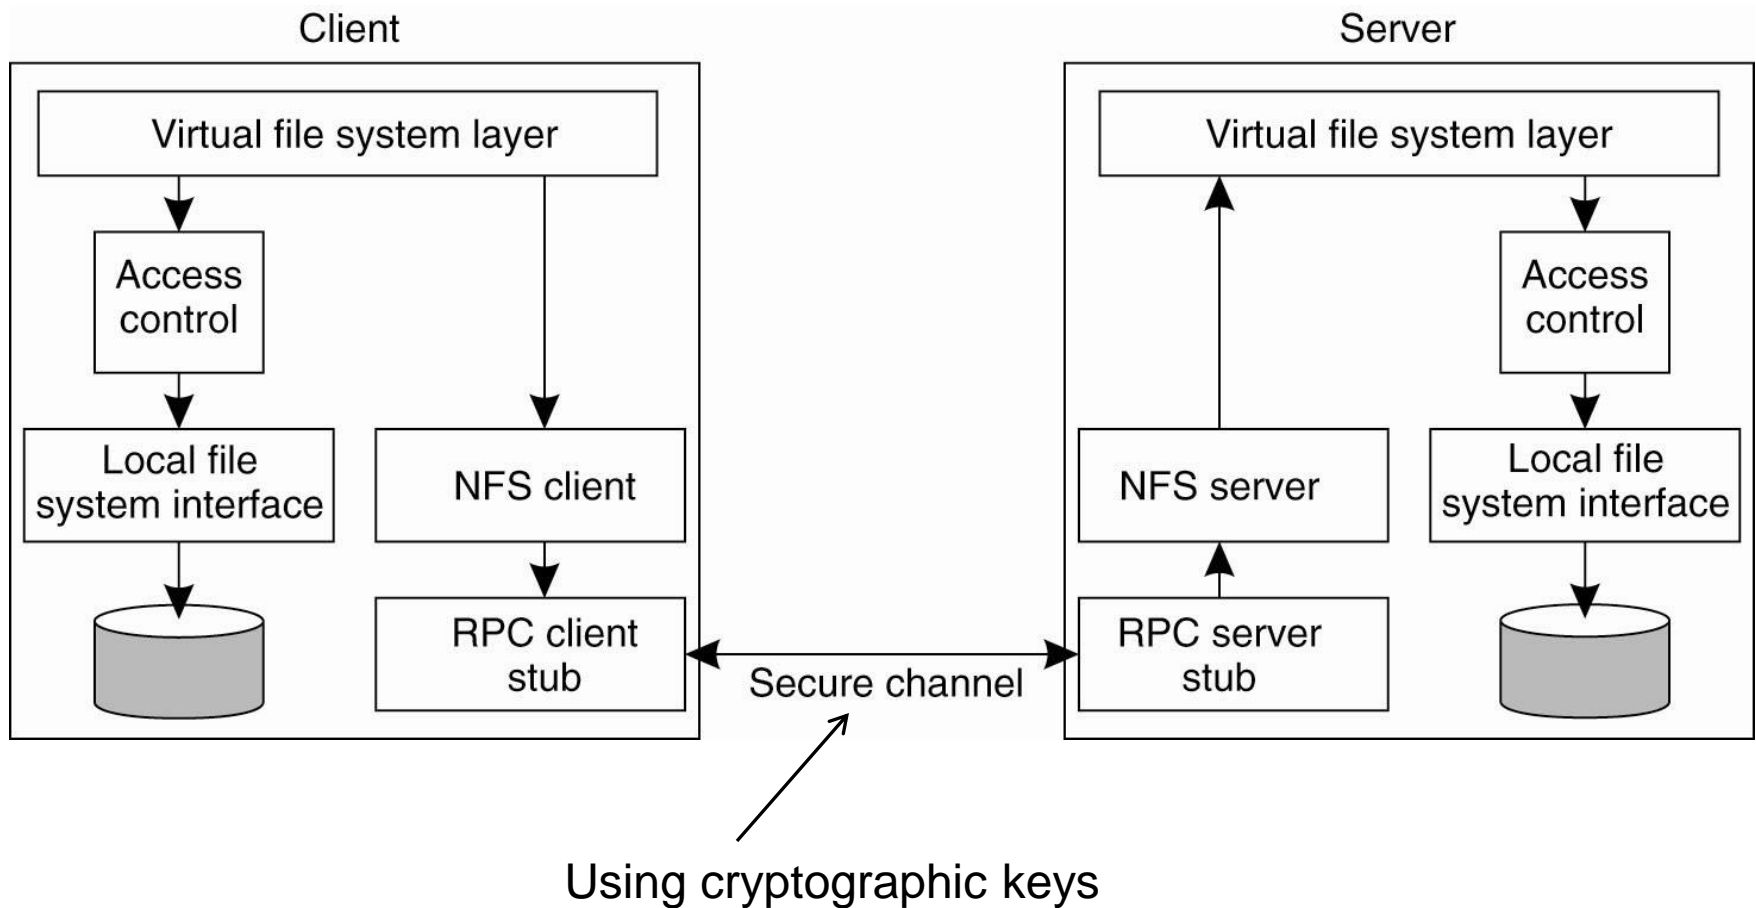 Client
Server
Virtual file system layer
Virtual file system layer
Access
control
Access
control
Local file
system interface
NFS client
NFS server
Local file
system interface
RPC client
stub
Secure channel
RPC server
stub
Using cryptographic keys